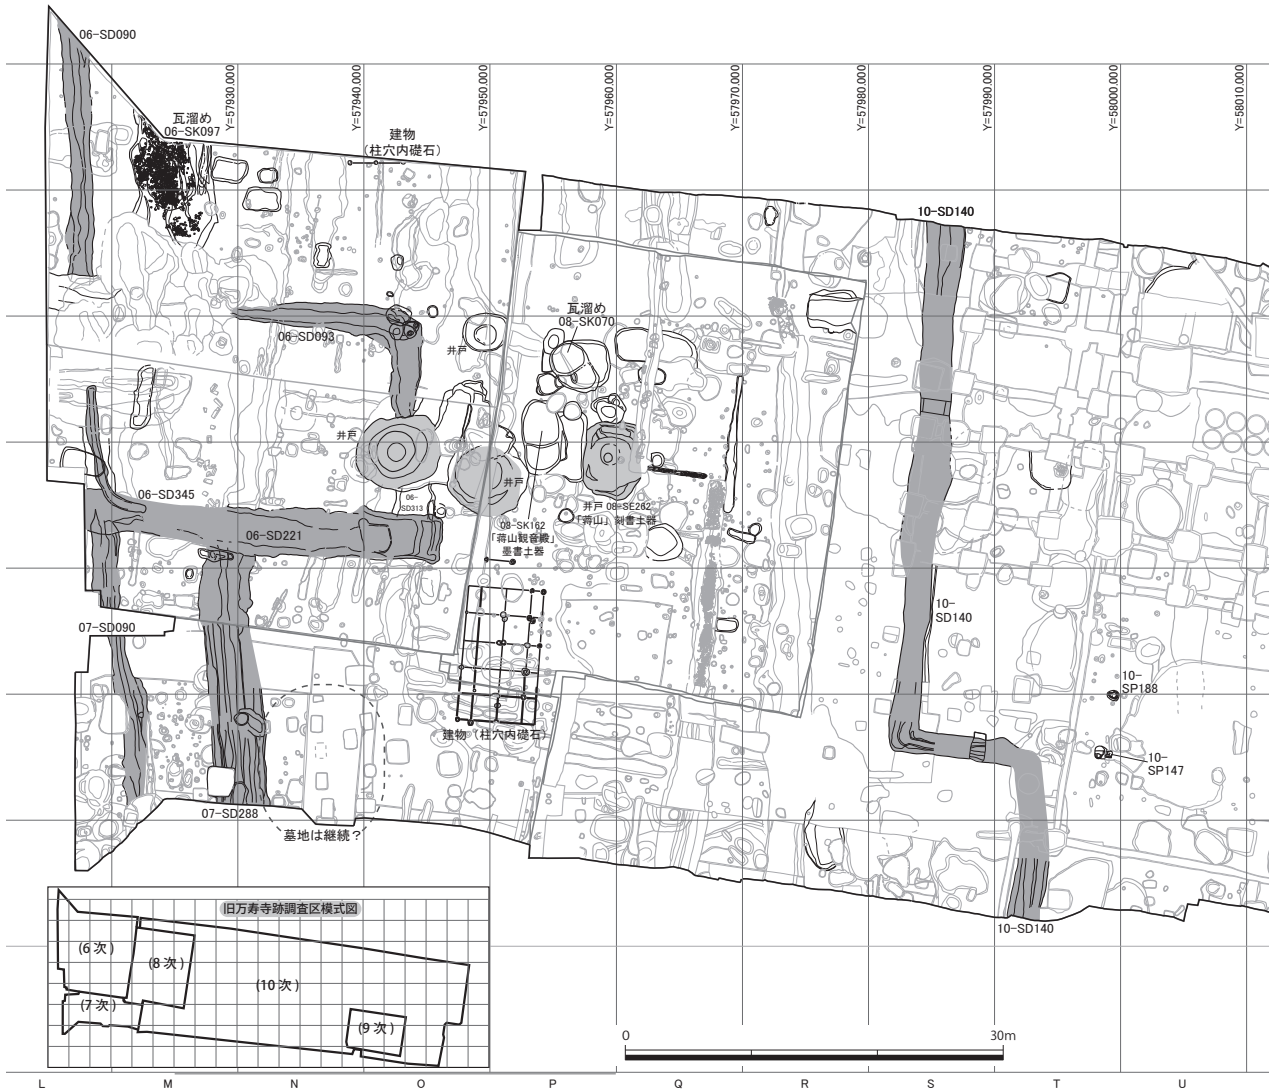 06-SD090
瓦溜め
06-SK097
Y=57930.000
Y=57940.000
Y=57950.000
Y=57960.000
Y=57970.000
Y=57980.000
Y=57990.000
Y=58000.000
Y=58010.000
建物
(柱穴内礎石)
10-SD140
06-SD093
井戸
瓦溜め
08-SK070
井戸
井戸
06-SD345
06-
SD313
06-SD221
08-SK162
「蒋山観音殿」
墨書土器
井戸 08-SE262
「蒋山」刻書土器
07-SD090
10-
SD140
10-
SP188
10-
SP147
建物(柱穴内礎石)
07-SD288
墓地は継続?
10-SD140
旧万寿寺跡調査区模式図
(6次)
(8次)
(10次)
(7次)
(9次)
0
30m
L M N O P Q R S T U